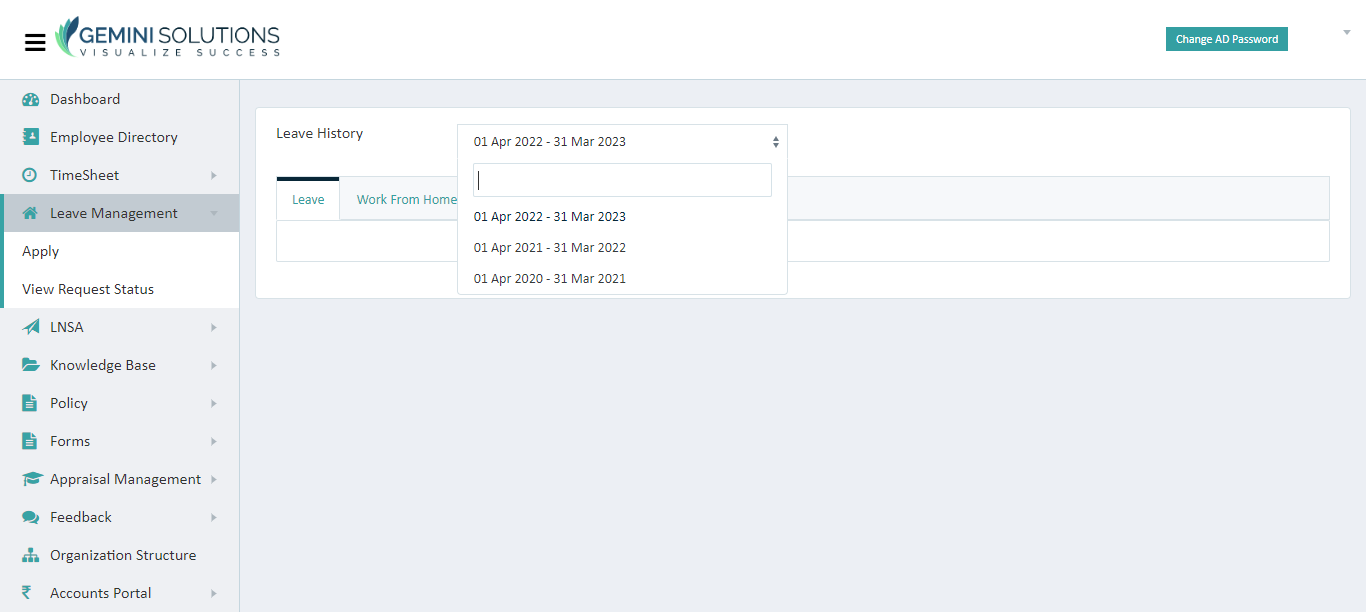 GEMINI SOLUTIONS
VISUALIZE SUCCESS
Change AD Password
Dashboard
Employee Directory
TimeSheet
Leave Management
Apply
View Request Status
LNSA
Knowledge Base
Policy
Forms
Appraisal Management
Feedback
Organization Structure
₹ Accounts Portal
Leave History
01 Apr 2022 - 31 Mar 2023
Leave
Work From Home
01 Apr 2022 - 31 Mar 2023
01 Apr 2021 - 31 Mar 2022
01 Apr 2020 - 31 Mar 2021